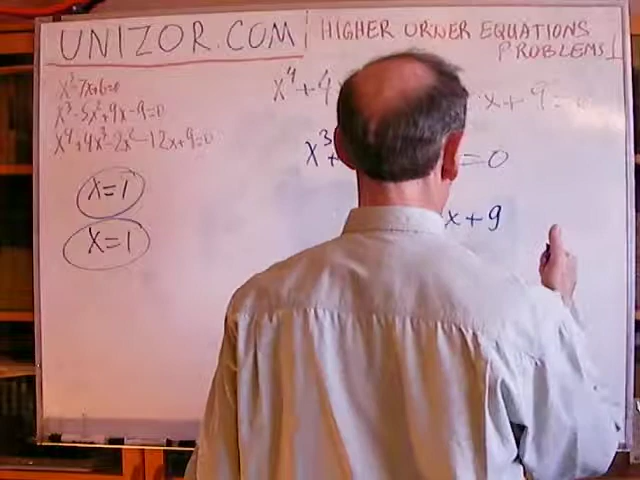 UNIZOR.COM
HIGHER ORDER EQUATIONS
PROBLEMS 1
x³-7x+6=0
x³-5x²+9x-9=0
x⁴+4x³-2x²-12x+9=0
x=1
x=1
x⁴+4 x+9=0
x³+ =0
x+9